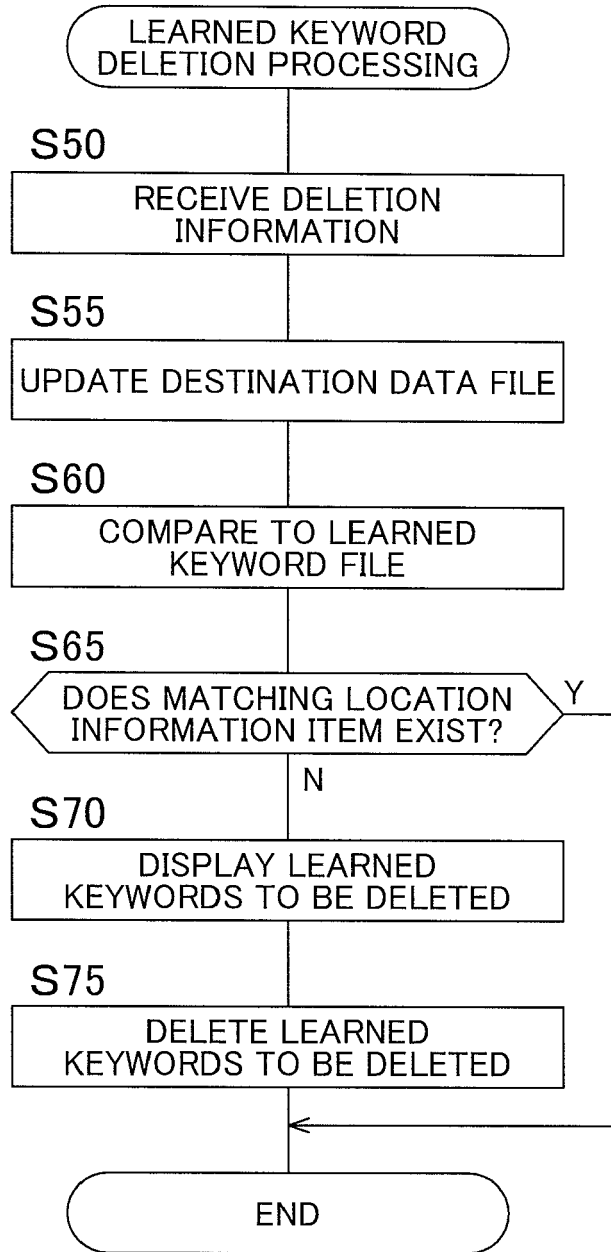 LEARNED KEYWORD
DELETION PROCESSING
S50
RECEIVE DELETION
INFORMATION
S55
UPDATE DESTINATION DATA FILE
S60
COMPARE TO LEARNED
KEYWORD FILE
S65
DOES MATCHING LOCATION
INFORMATION ITEM EXIST?
Y
N
S70
DISPLAY LEARNED
KEYWORDS TO BE DELETED
S75
DELETE LEARNED
KEYWORDS TO BE DELETED
END